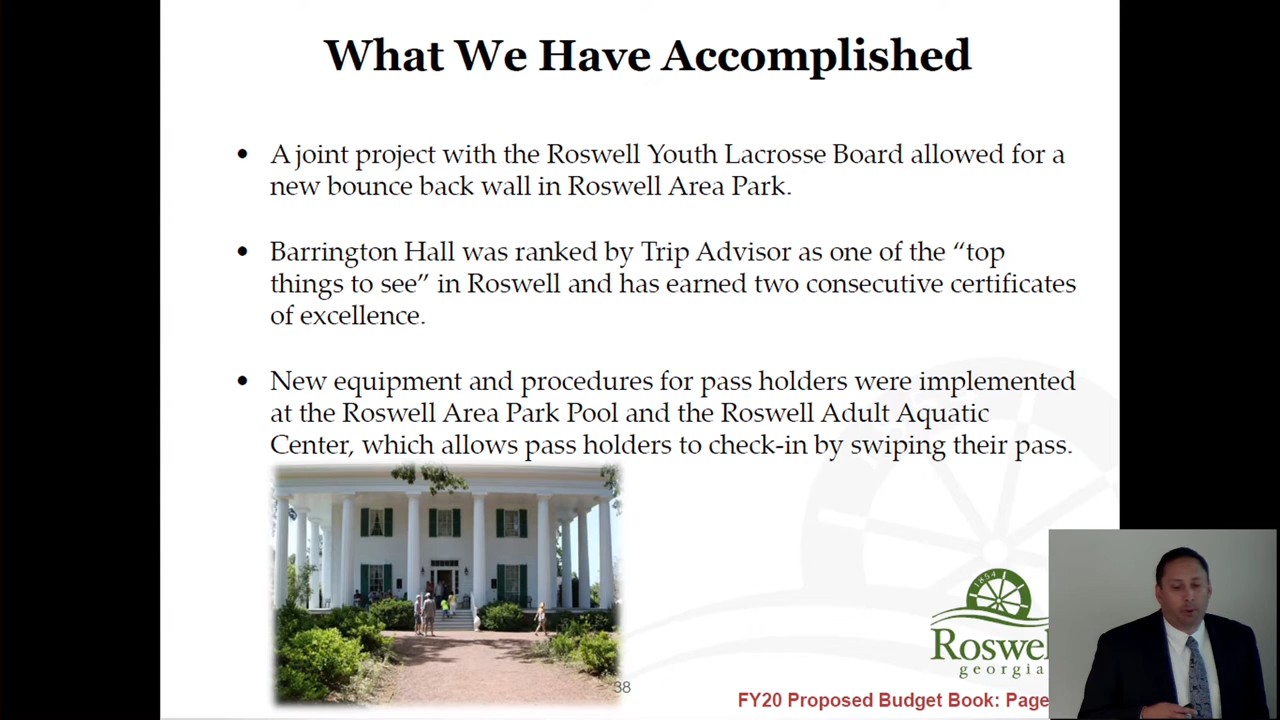 What We Have Accomplished
• A joint project with the Roswell Youth Lacrosse Board allowed for a
new bounce back wall in Roswell Area Park.
• Barrington Hall was ranked by Trip Advisor as one of the “top
things to see” in Roswell and has earned two consecutive certificates
of excellence.
• New equipment and procedures for pass holders were implemented
at the Roswell Area Park Pool and the Roswell Adult Aquatic
Center, which allows pass holders to check-in by swiping their pass.
1854
Roswell
georgia
38
FY20 Proposed Budget Book: Page